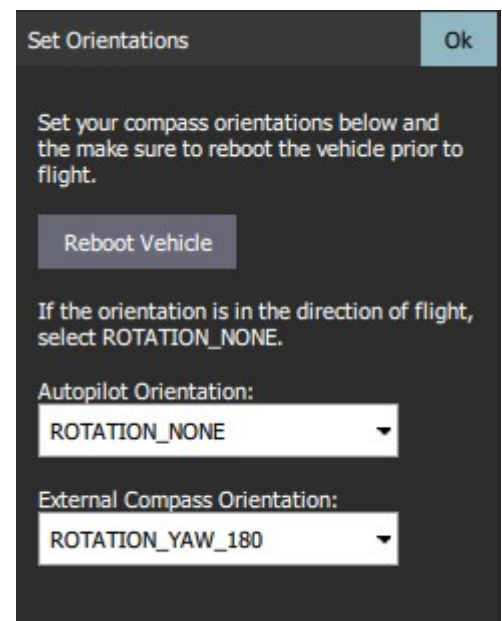 Set Orientations
Ok
Set your compass orientations below and
the make sure to reboot the vehicle prior to
flight.
Reboot Vehicle
If the orientation is in the direction of flight,
select ROTATION_NONE.
Autopilot Orientation:
ROTATION_NONE
External Compass Orientation:
ROTATION_YAW_180